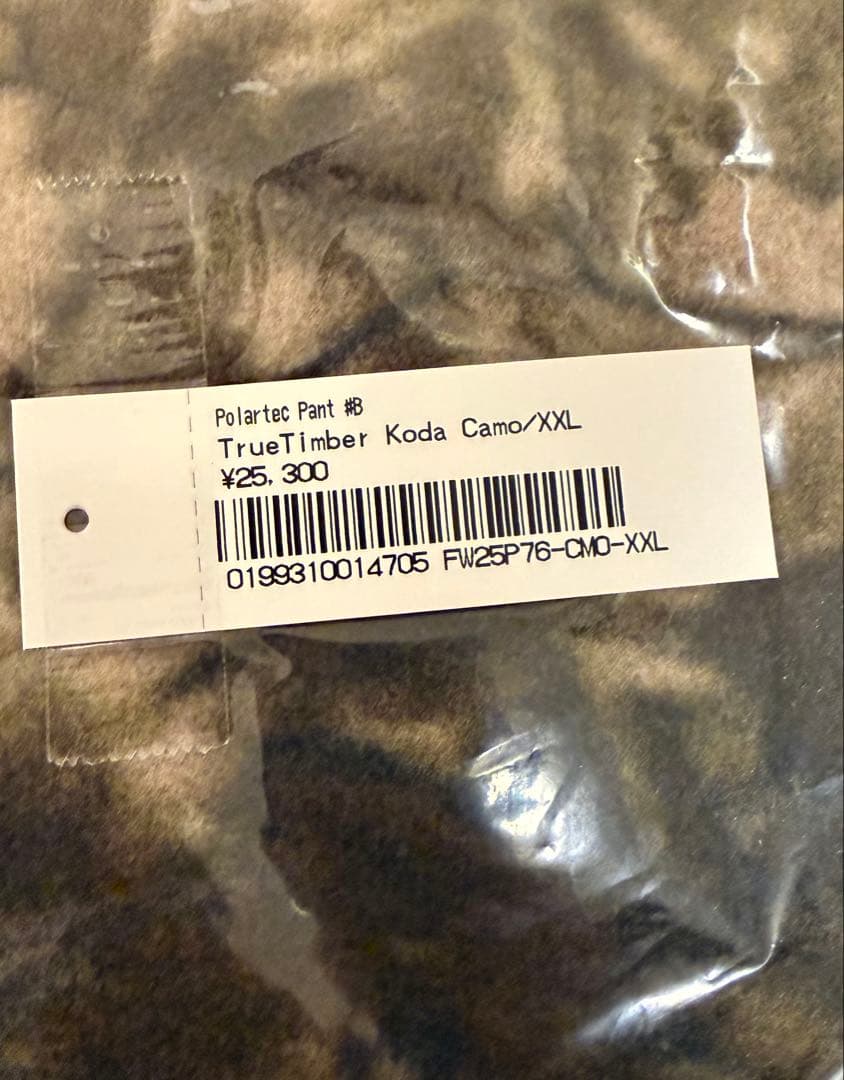 Polartec Pant #B
TrueTimber Koda Camo/XXL
¥25,300
0199310014705 FW25P76-CMO-XXL